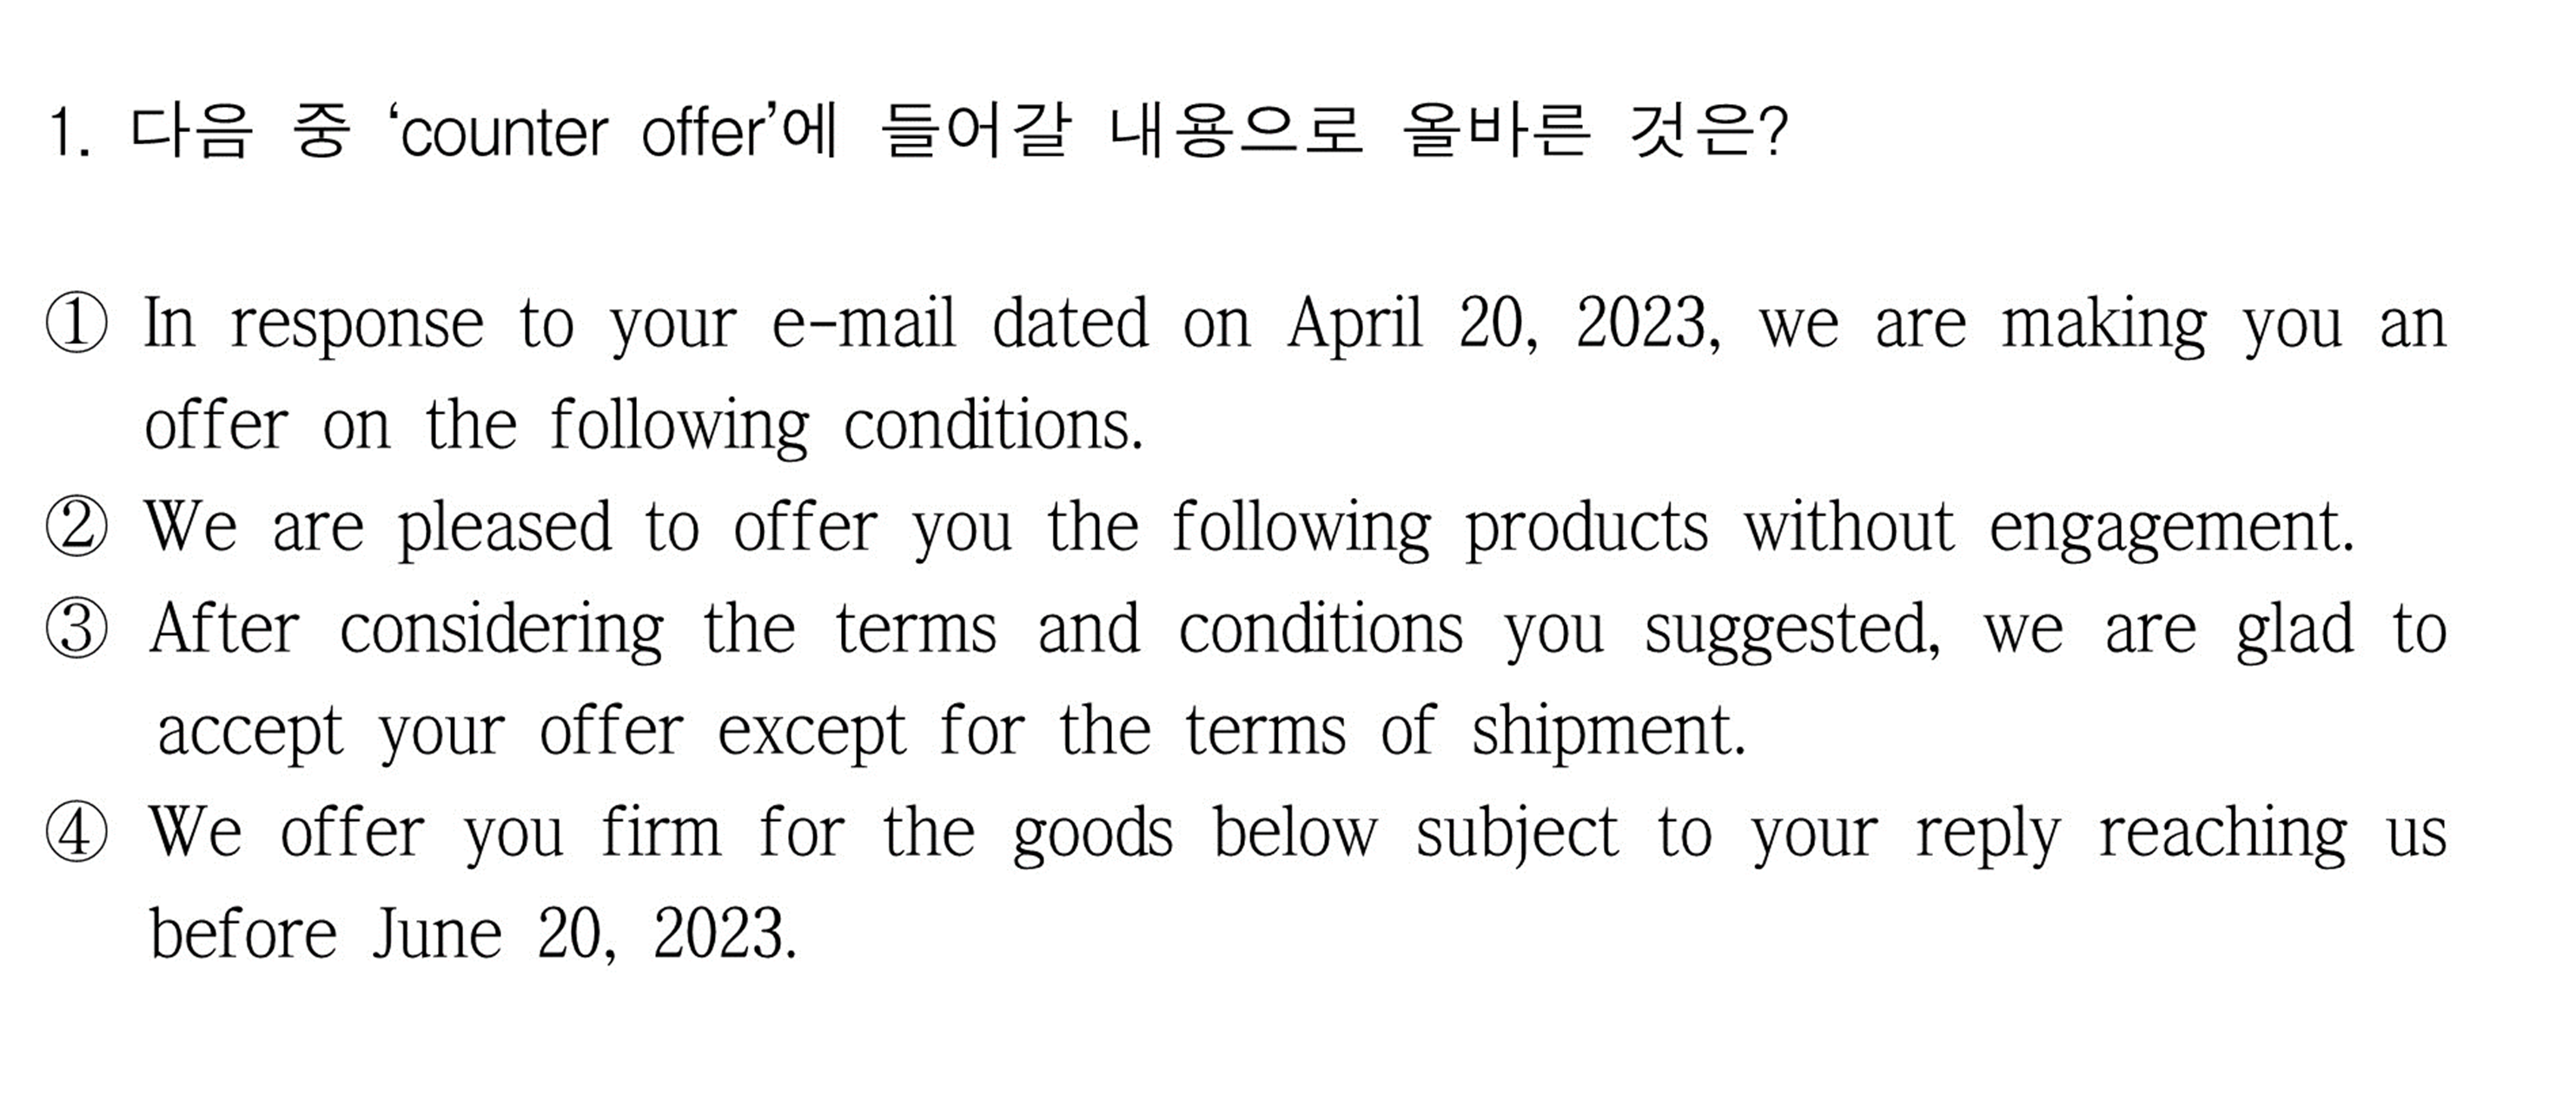 1. 다음 중 ‘counter offer’에 들어갈 내용으로 올바른 것은?
① In response to your e-mail dated on April 20, 2023, we are making you an
offer on the following conditions.
② We are pleased to offer you the following products without engagement.
③ After considering the terms and conditions you suggested, we are glad to
accept your offer except for the terms of shipment.
④ We offer you firm for the goods below subject to your reply reaching us
before June 20, 2023.